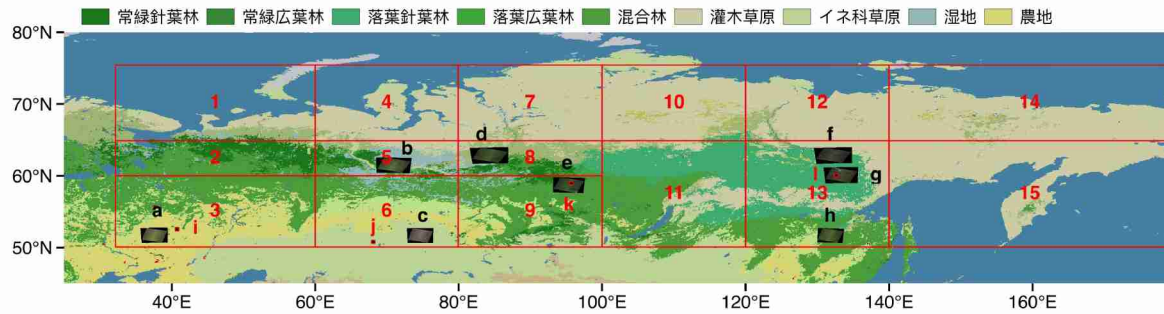 常緑針葉林 常緑広葉林 落葉針葉林 落葉広葉林 混合林 灌木草原 イネ科草原 湿地 農地
80°N
70°N 1 4 7 10 12 14
2 b 5 d 8 f
60°N e l g
a 3 i 6 c 9 k 11 13 15
j h
50°N
40°E 60°E 80°E 100°E 120°E 140°E 160°E